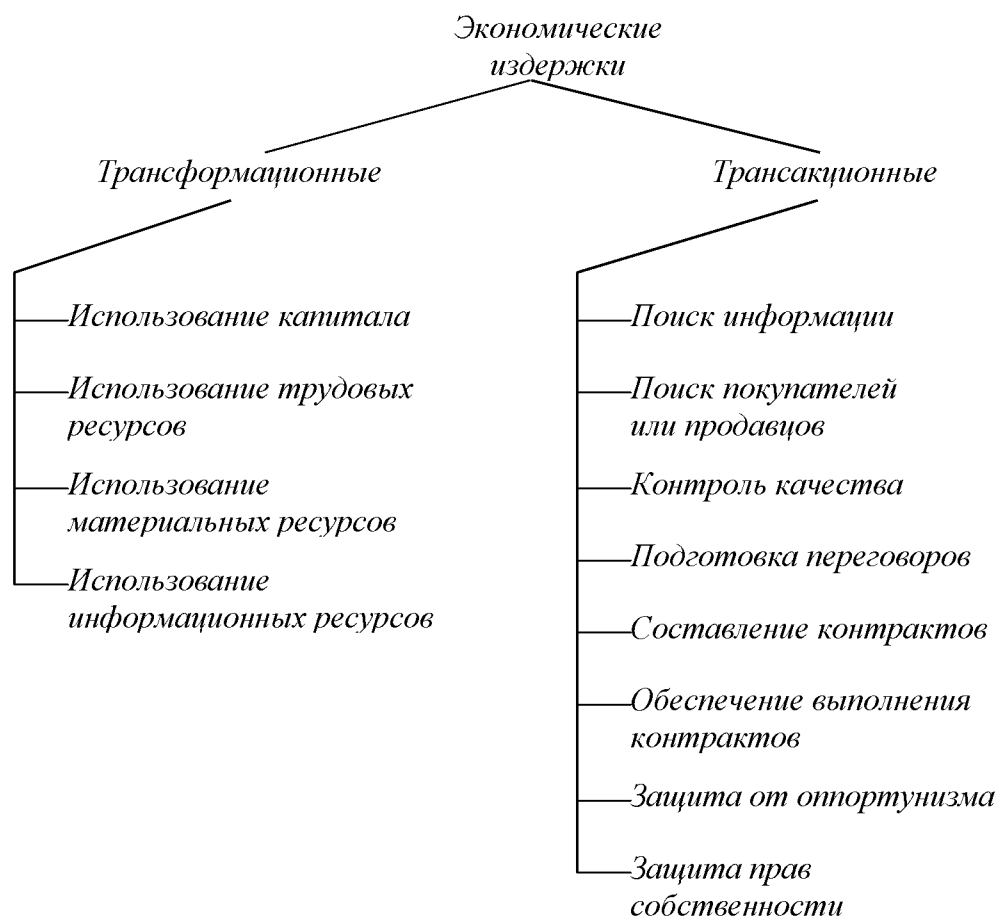 Экономические
издержки
Трансформационные
Трансакционные
Использование капитала
Использование трудовых
ресурсов
Использование
материальных ресурсов
Использование
информационных ресурсов
Поиск информации
Поиск покупателей
или продавцов
Контроль качества
Подготовка переговоров
Составление контрактов
Обеспечение выполнения
контрактов
Защита от оппортунизма
Защита прав
собственности